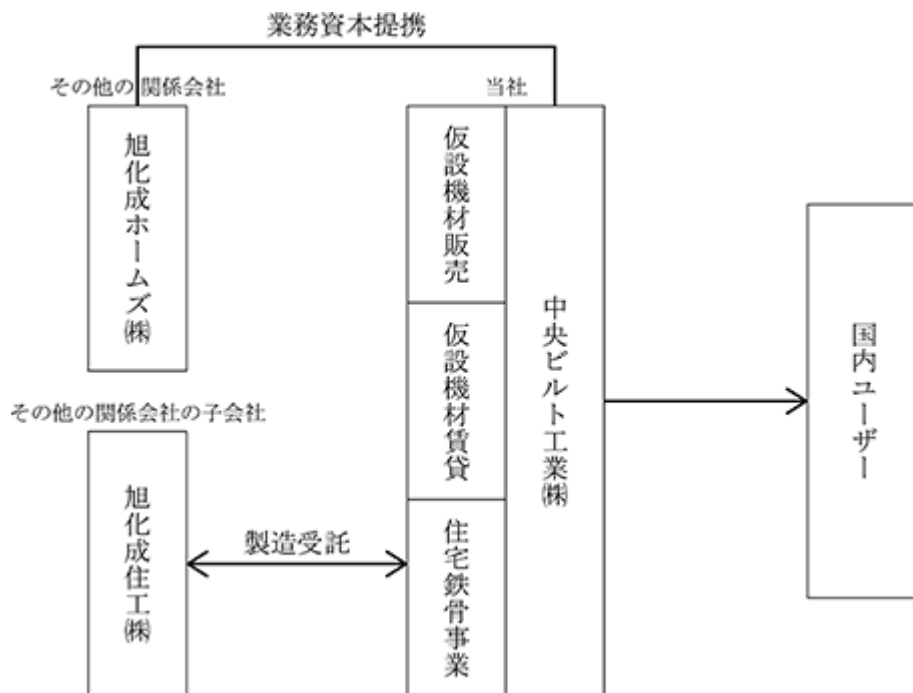 業務資本提携
その他の関係会社
当社
旭化成ホームズ㈱
仮設機材販売
仮設機材賃貸
住宅鉄骨事業
中央ビルト工業㈱
国内ユーザー
その他の関係会社の子会社
旭化成住工㈱
製造受託